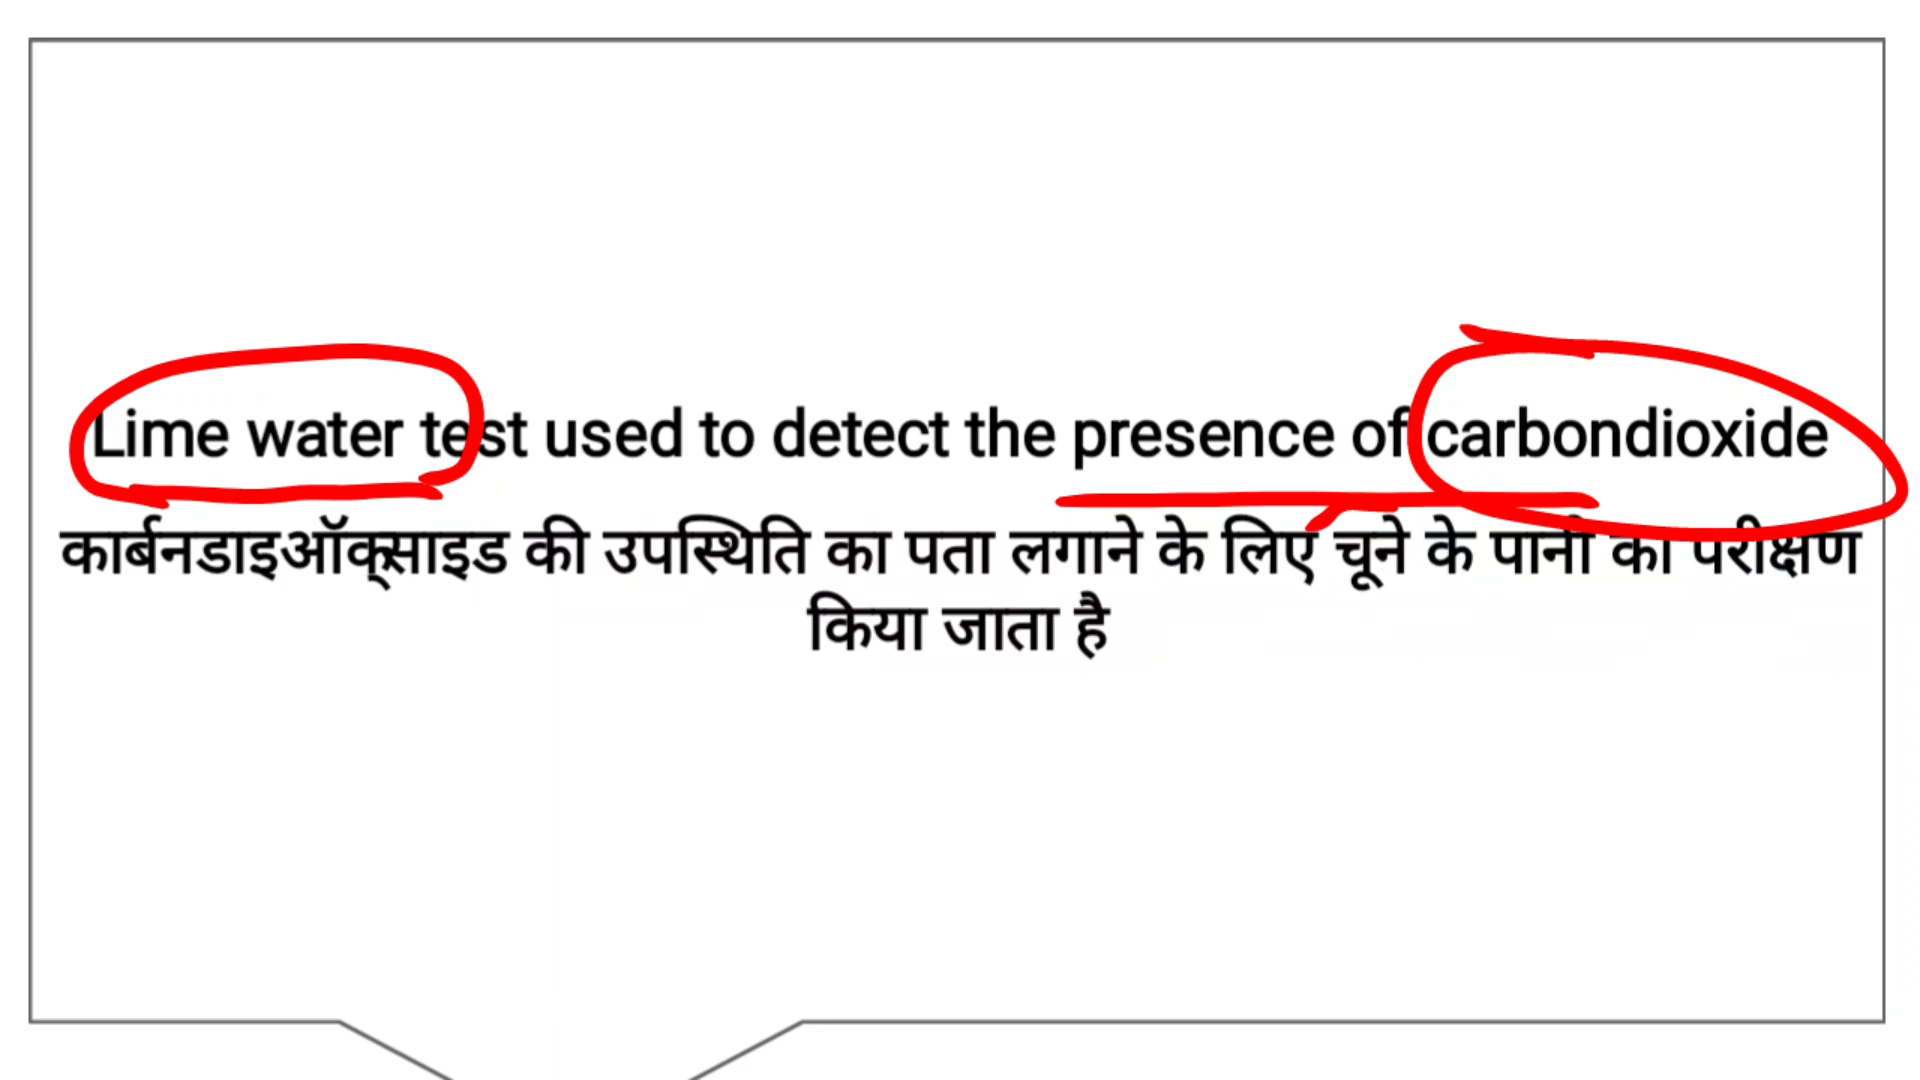 Lime water test used to detect the presence of carbondioxide
कार्बनडाइऑक्साइड की उपस्थिति का पता लगाने के लिए चूने के पानी का परीक्षण
किया जाता है